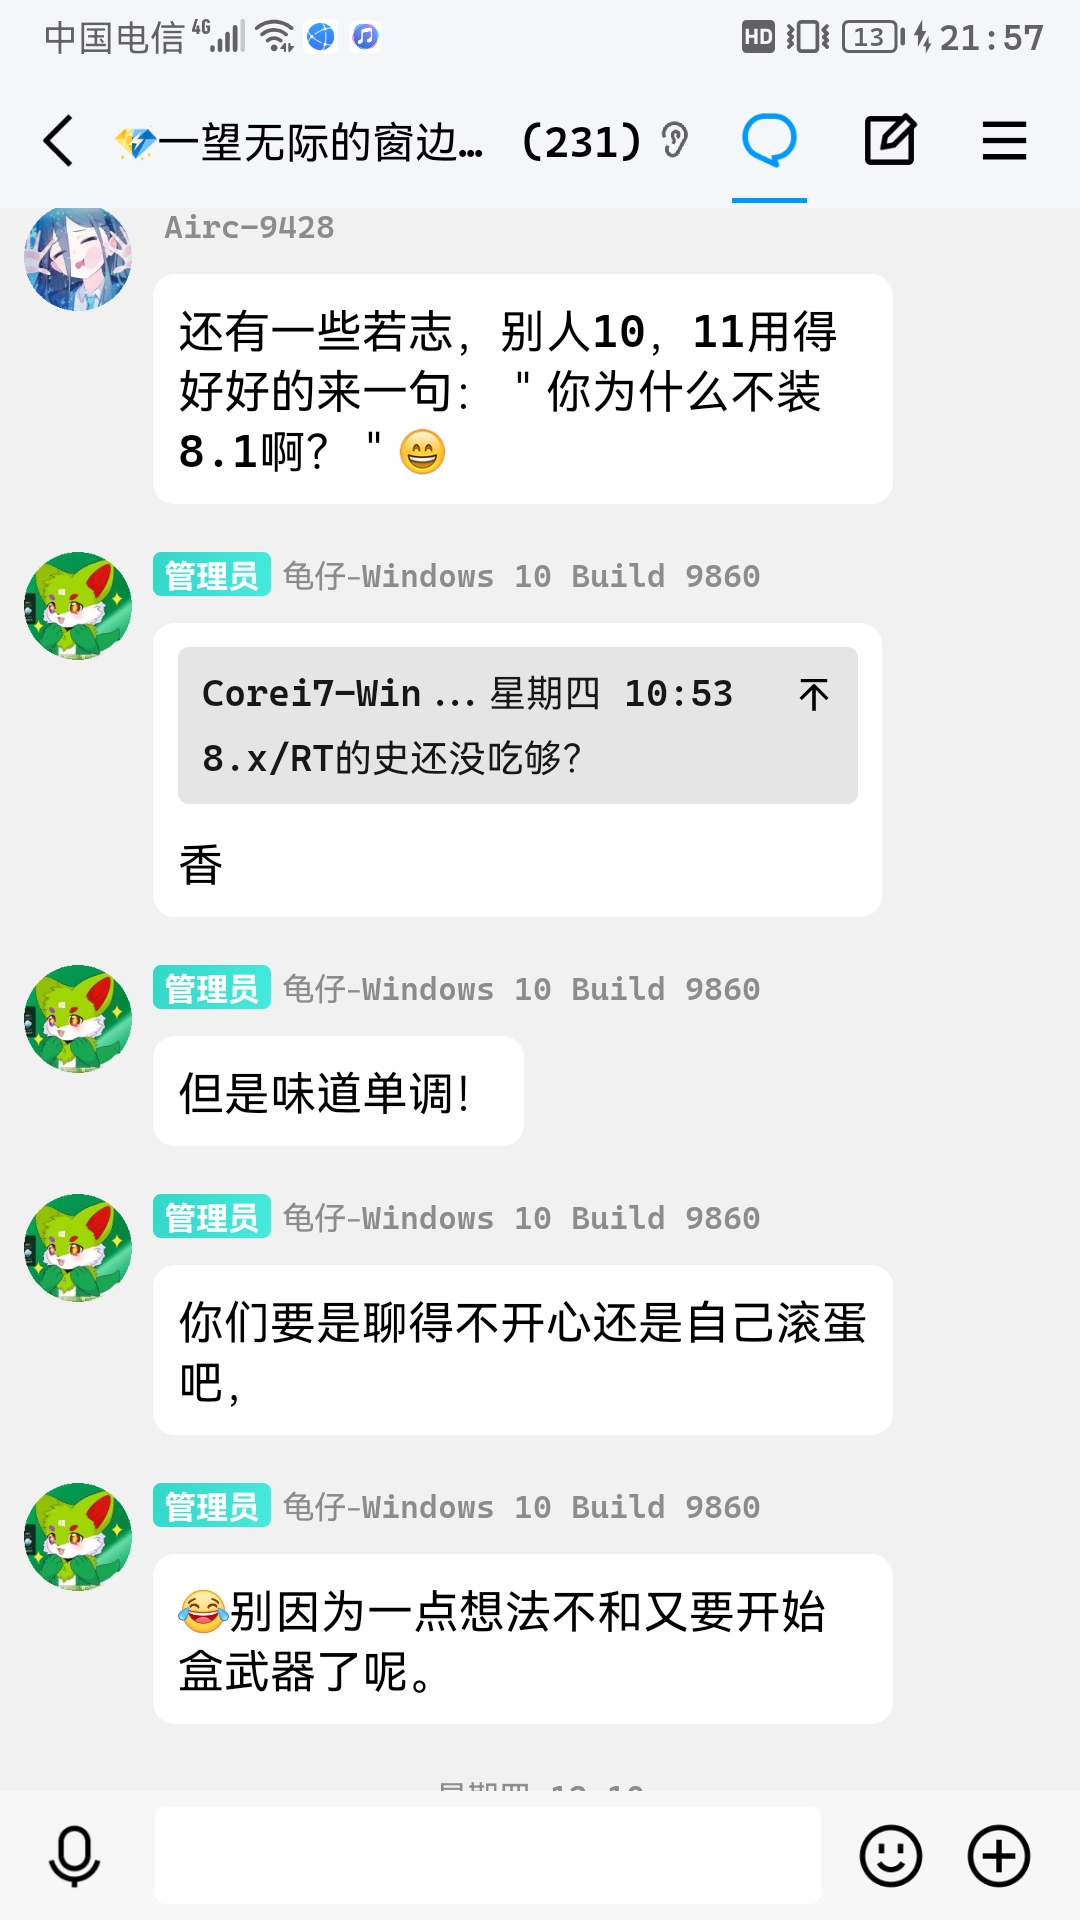 中国电信 4G HD 13 21:57
一望无际的窗边... (231)
Airc-9428
还有一些若志，别人10，11用得
好好的来一句："你为什么不装
8.1啊？"
管理员 龟仔-Windows 10 Build 9860
Corei7-Win ... 星期四 10:53
8.x/RT的史还没吃够？
香
管理员 龟仔-Windows 10 Build 9860
但是味道单调！
管理员 龟仔-Windows 10 Build 9860
你们要是聊得不开心还是自己滚蛋
吧，
管理员 龟仔-Windows 10 Build 9860
😂别因为一点想法不和又要开始
盒武器了呢。